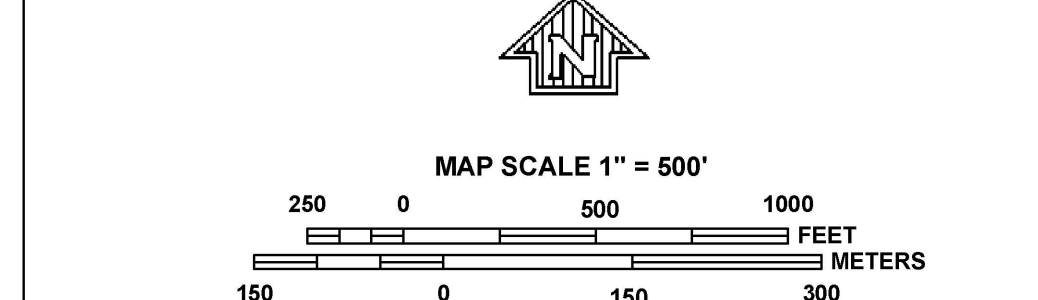 N
MAP SCALE 1" = 500'
250 0 500 1000
FEET
METERS
150 0 150 300